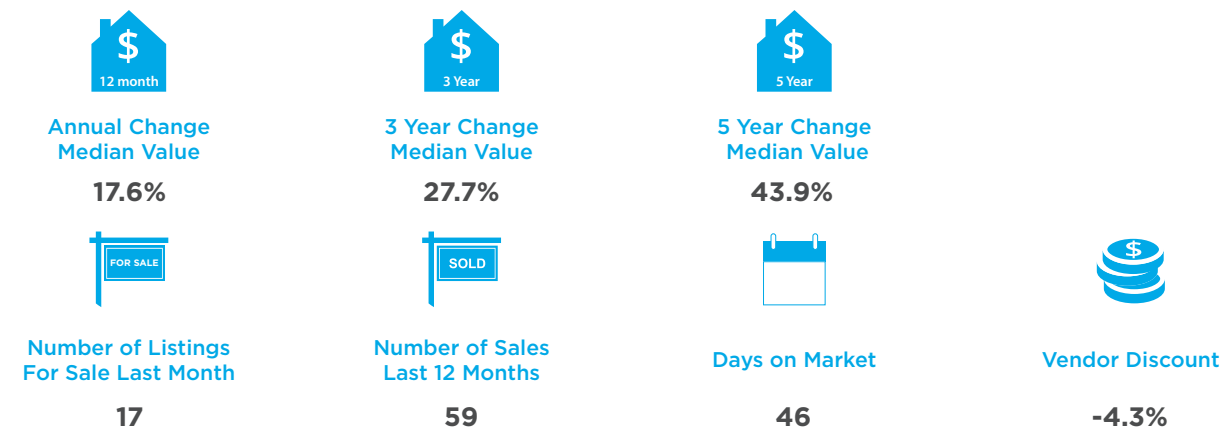 $
12 month
$
3 Year
$
5 Year
Annual Change
Median Value
17.6%
3 Year Change
Median Value
27.7%
5 Year Change
Median Value
43.9%
FOR SALE
SOLD
$
Number of Listings
For Sale Last Month
17
Number of Sales
Last 12 Months
59
Days on Market
46
Vendor Discount
-4.3%